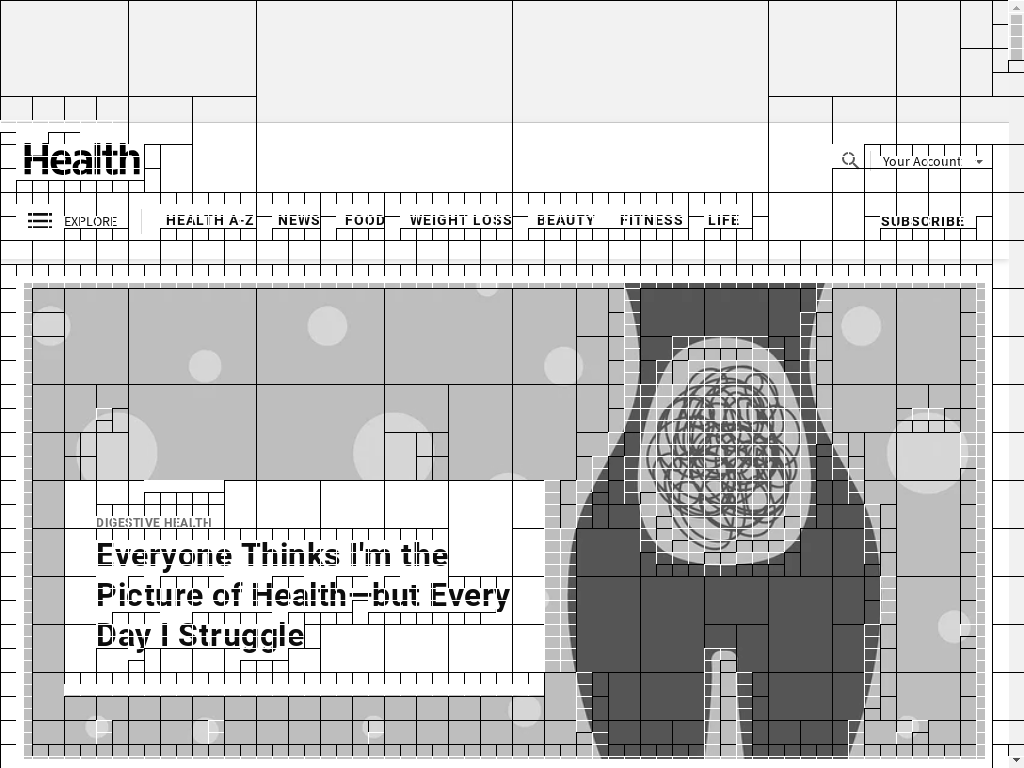 Health
Your Account
EXPLORE
HEALTH A-Z
NEWS
FOOD
WEIGHT LOSS
BEAUTY
FITNESS
LIFE
SUBSCRIBE
DIGESTIVE HEALTH
Everyone Thinks I'm the
Picture of Health—but Every
Day I Struggle